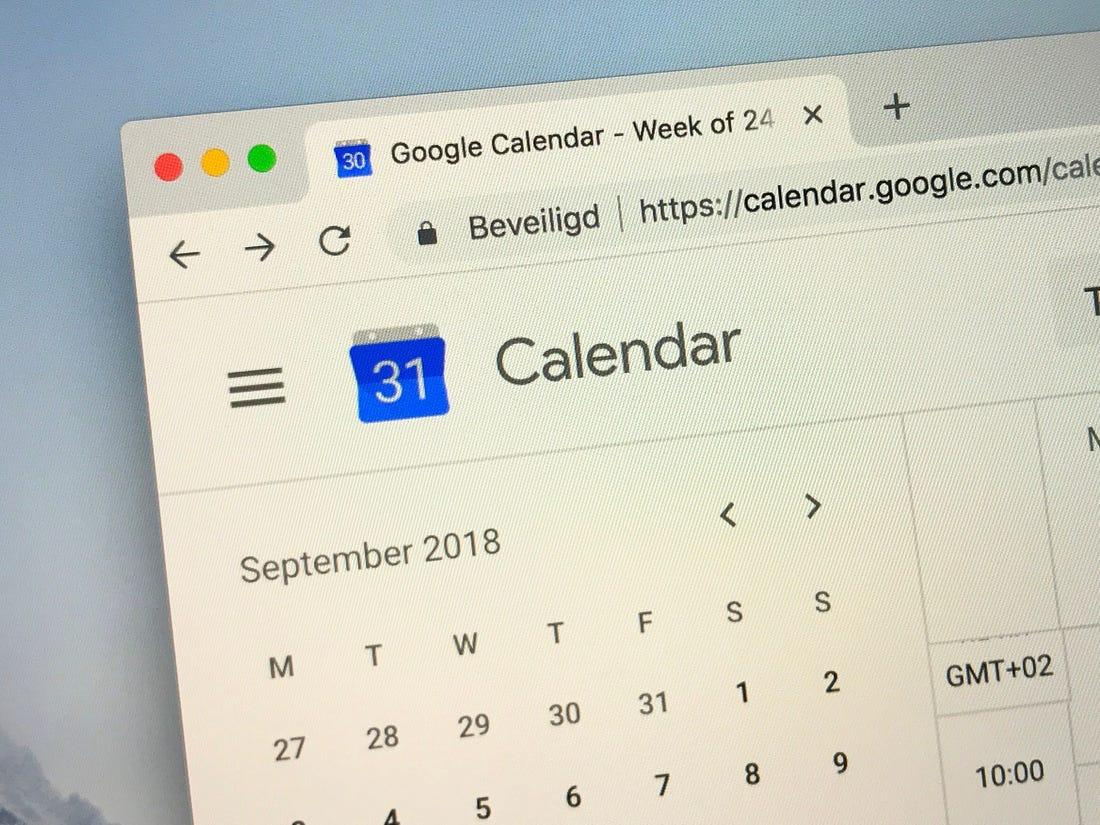 30 Google Calendar - Week of 24
Beveiligd | https://calendar.google.com/cale
31 Calendar
September 2018
M T W T F S S
27 28 29 30 31 1 2
4 5 6 7 8 9
GMT+02
10:00